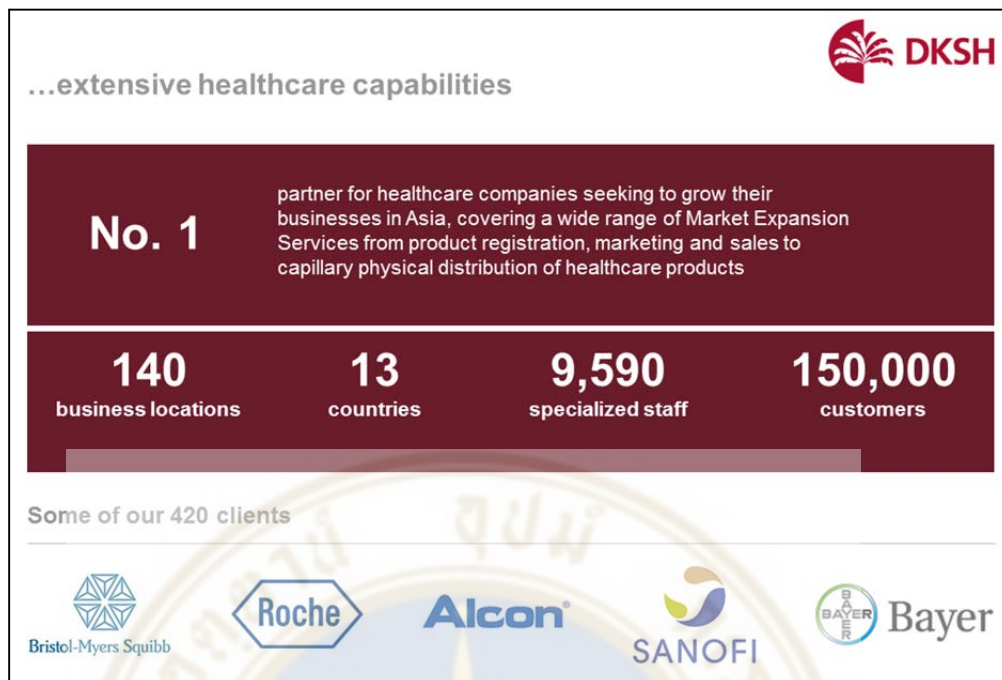 DKSH
...extensive healthcare capabilities
No. 1
partner for healthcare companies seeking to grow their
businesses in Asia, covering a wide range of Market Expansion
Services from product registration, marketing and sales to
capillary physical distribution of healthcare products
140
business locations
13
countries
9,590
specialized staff
150,000
customers
Some of our 420 clients
Bristol-Myers Squibb
Roche
Alcon®
SANOFI
BAYER
BAYER
Bayer